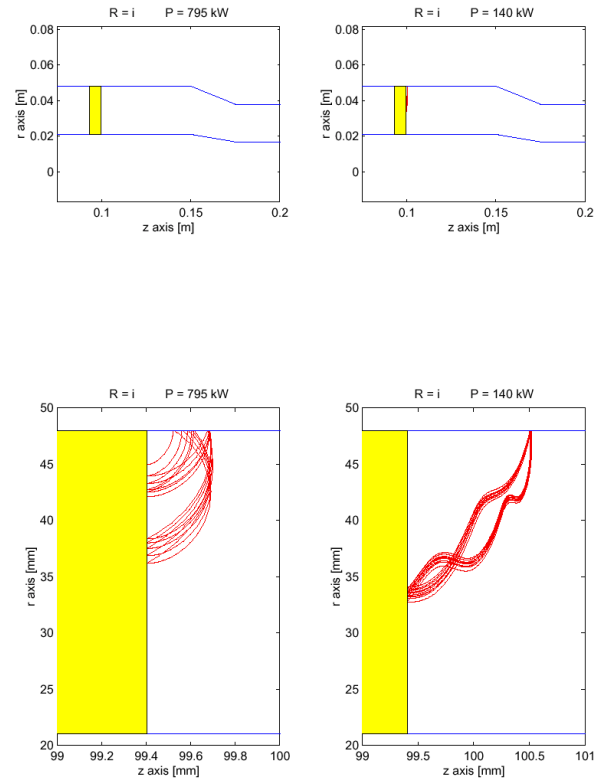 R = i P = 795 kW
0.08
0.06
0.04
0.02
0
r axis [m]
0.1 0.15 0.2
z axis [m]
R = i P = 140 kW
0.08
0.06
0.04
0.02
0
r axis [m]
0.1 0.15 0.2
z axis [m]
R = i P = 795 kW
50
45
40
35
30
25
20
r axis [mm]
99 99.2 99.4 99.6 99.8 100
z axis [mm]
R = i P = 140 kW
50
45
40
35
30
25
20
r axis [mm]
99 99.5 100 100.5 101
z axis [mm]